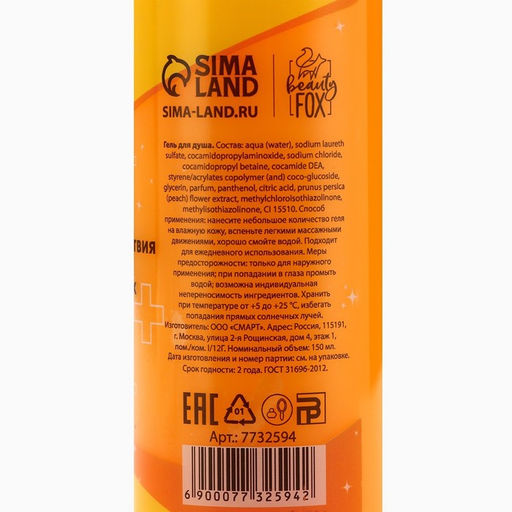 SIMA
LAND
SIMA-LAND.RU
beauty
FOX
Гель для душа. Состав: aqua (water), sodium laureth
sulfate, cocamidopropylaminoxide, sodium chloride,
cocamidopropyl betaine, cocamide DEA,
styrene/acrylates copolymer (and) coco-glucoside,
glycerin, parfum, panthenol, citric acid, prunus persica
(peach) flower extract, methylchloroisothiazolinone,
methylisothiazolinone, CI 15510. Способ
применения: нанесите небольшое количество геля
на влажную кожу, вспеньте легкими массажными
движениями, хорошо смойте водой. Подходит
для ежедневного использования. Меры
предосторожности: только для наружного
применения; при попадании в глаза промыть
водой; возможна индивидуальная
непереносимость ингредиентов. Хранить
при температуре от +5 до +25 °С, избегать
попадания прямых солнечных лучей.
Изготовитель: ООО «СМАРТ». Адрес: Россия, 115191,
г. Москва, улица 2-я Рощинская, дом 4, этаж 1,
пом./ком. I/12Г. Номинальный объем: 150 мл.
Дата изготовления и номер партии: см. на упаковке.
Срок годности: 2 года. ГОСТ 31696-2012.
ТВИЯ
К
EAC
01
Арт.: 7732594
6 900077 325942